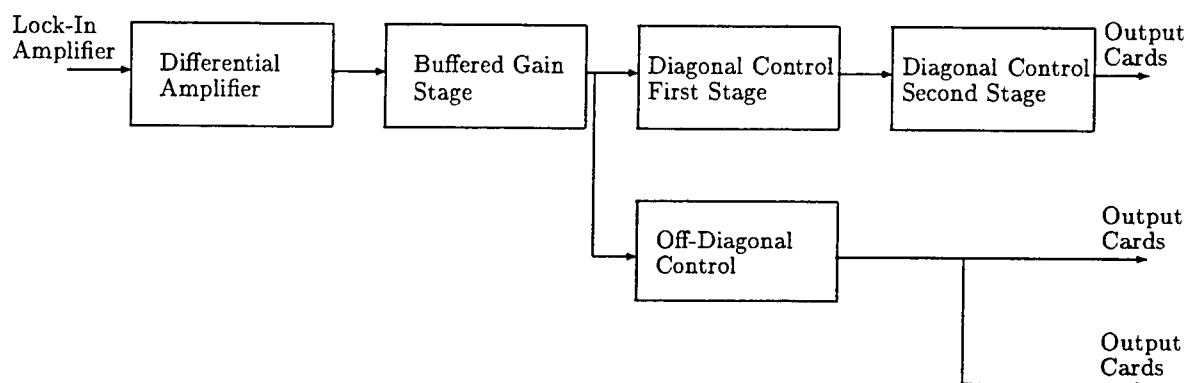 Lock-In
Amplifier
Differential
Amplifier
Buffered Gain
Stage
Diagonal Control
First Stage
Diagonal Control
Second Stage
Output
Cards
Off-Diagonal
Control
Output
Cards
Output
Cards